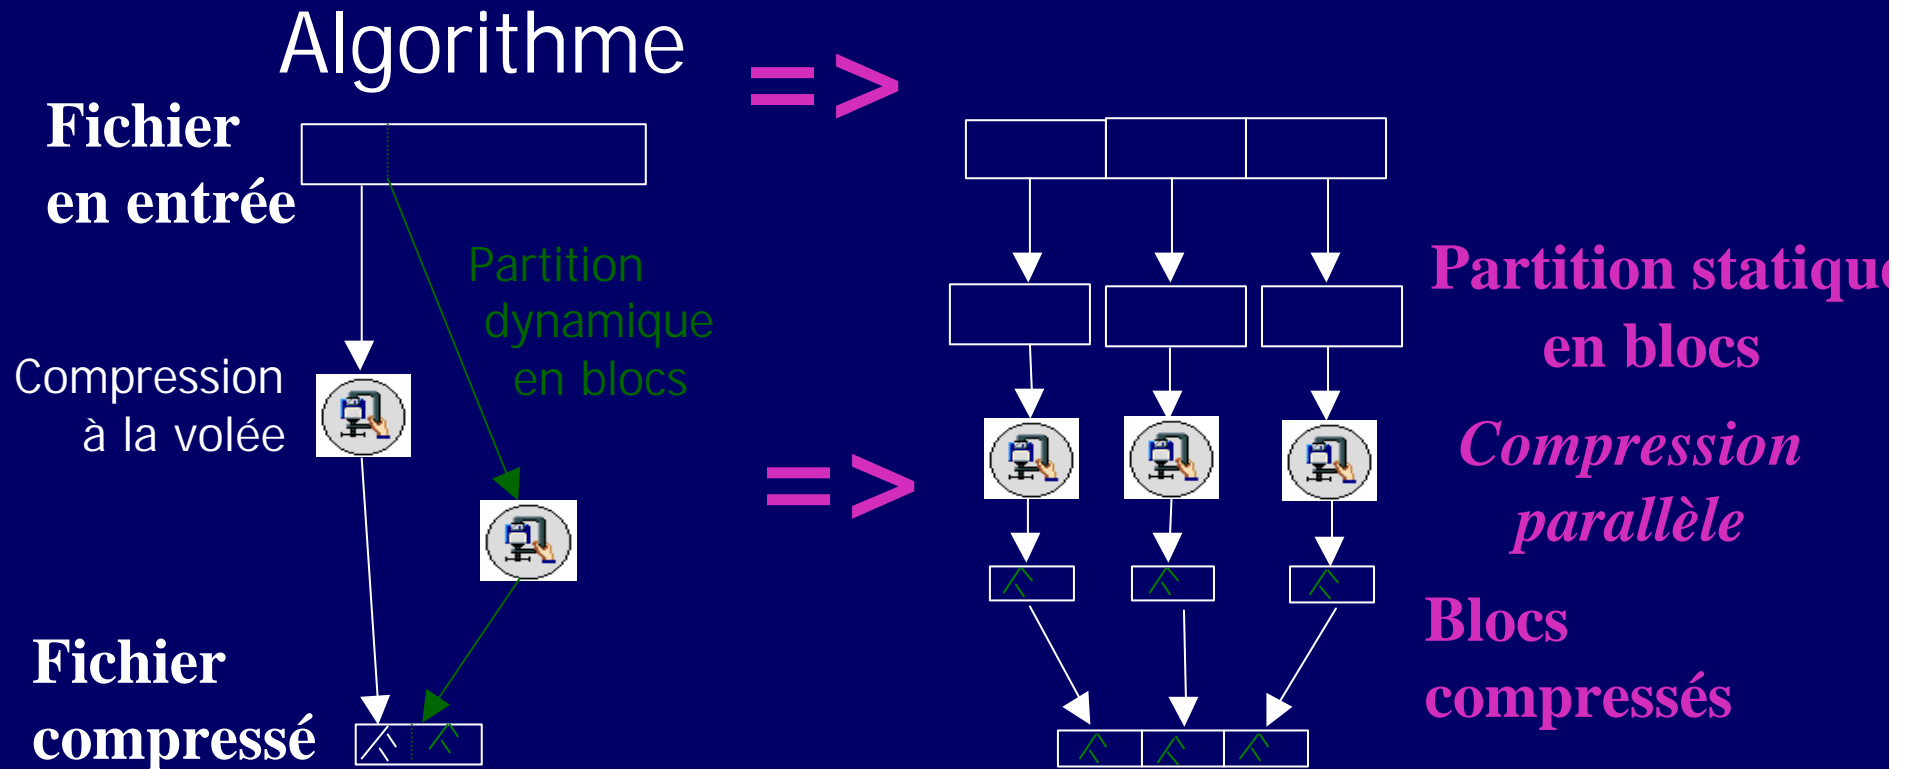 Algorithme
=>
Fichier
en entrée
Partition
dynamique
en blocs
Compression
à la volée
Fichier
compressé
=>
Partition statique
en blocs
Compression
parallèle
Blocs
compressés